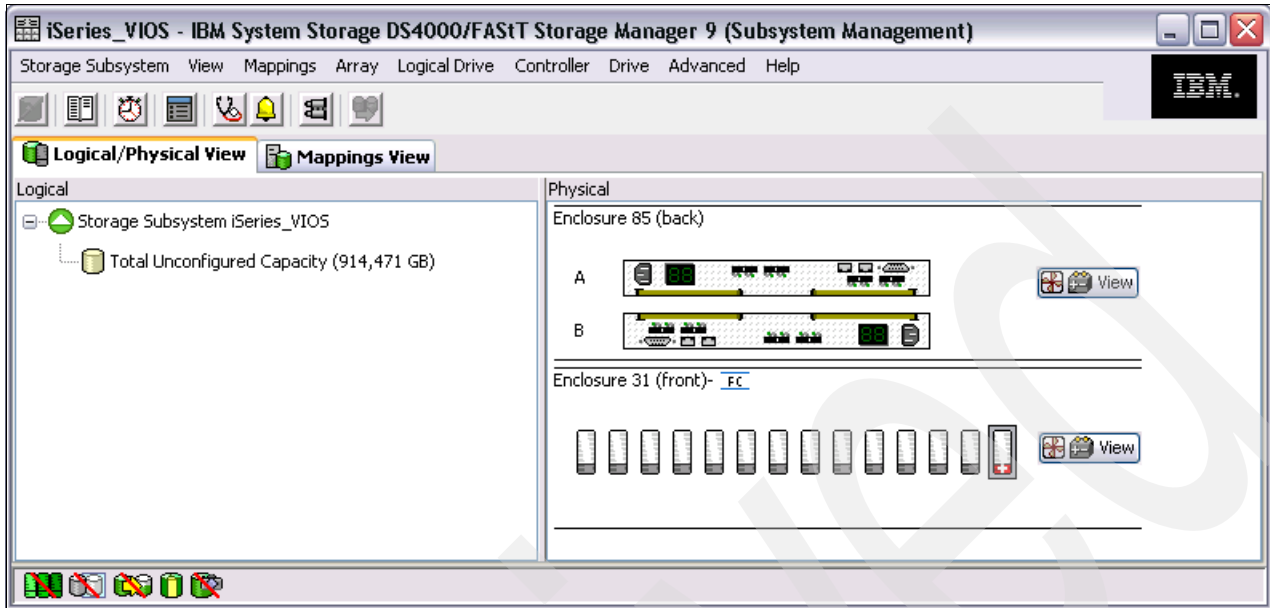 iSeries_VIOS - IBM System Storage DS4000/FAStT Storage Manager 9 (Subsystem Management)
Storage Subsystem View Mappings Array Logical Drive Controller Drive Advanced Help
IBM.
Logical/Physical View Mappings View
Logical
Physical
Storage Subsystem iSeries_VIOS
Total Unconfigured Capacity (914,471 GB)
Enclosure 85 (back)
A
88
View
B
88
Enclosure 31 (front)- FC
View